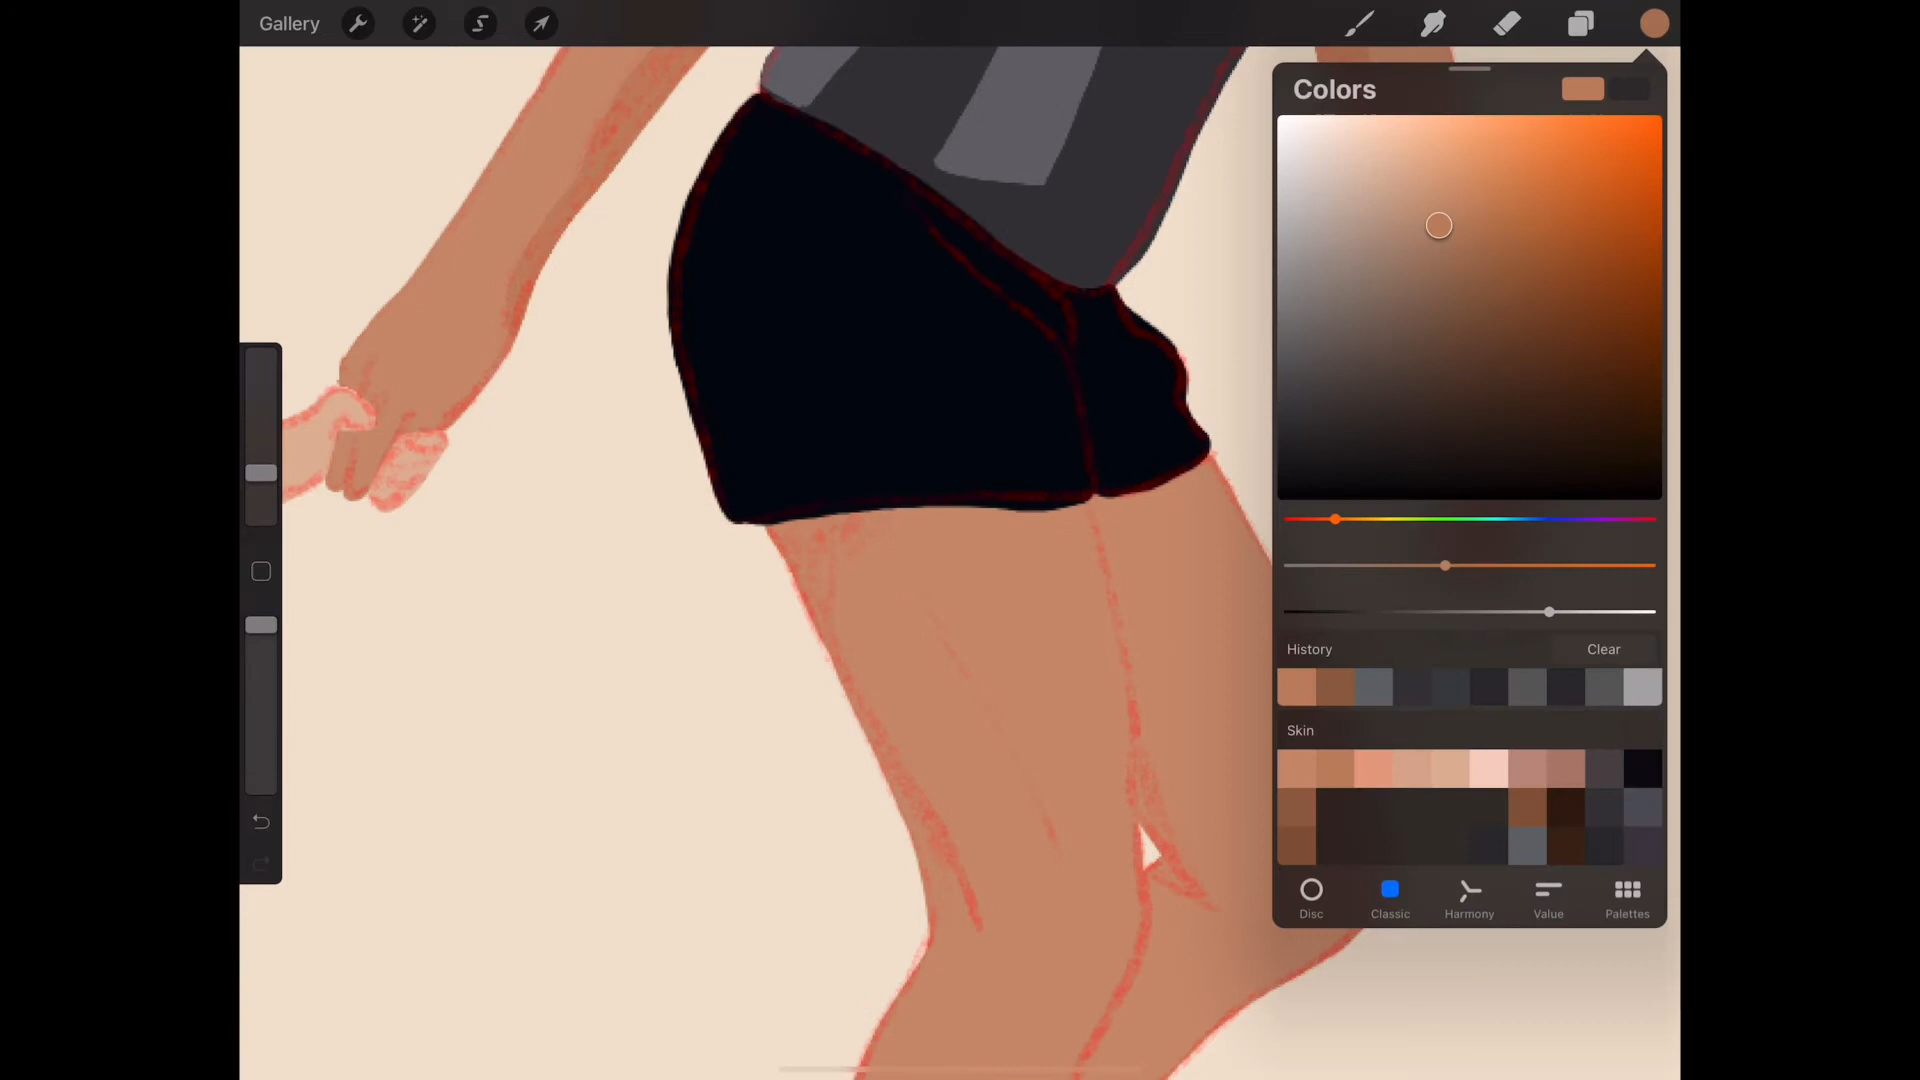 Gallery
Colors
History
Clear
Skin
Disc
Classic
Harmony
Value
Palettes